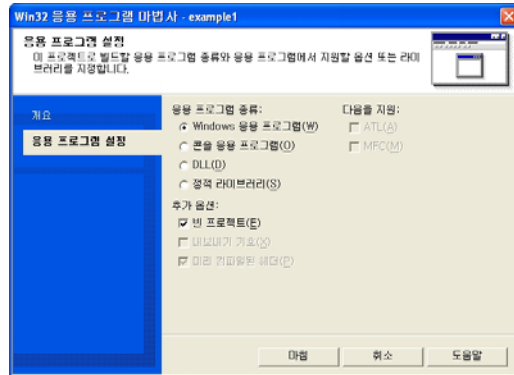 Win32 응용 프로그램 마법사 - example1
응용 프로그램 설정
이 프로젝트로 빌드할 응용 프로그램 종류와 응용 프로그램에서 지원할 옵션 또는 라이
브러리를 지정합니다.
개요
응용 프로그램 설정
응용 프로그램 종류:
Windows 응용 프로그램(W)
콘솔 응용 프로그램(O)
DLL(D)
정적 라이브러리(S)
추가 옵션:
빈 프로젝트(E)
내보내기 기호(X)
미리 컴파일된 헤더(P)
다음을 지원:
ATL(A)
MFC(M)
마침
취소
도움말